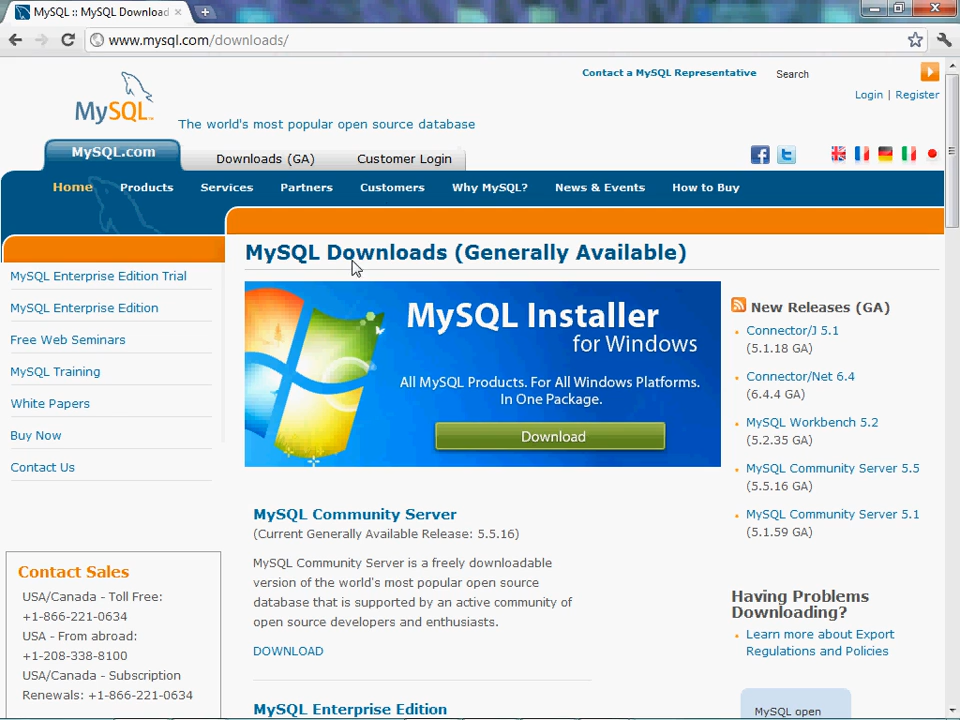 MySQL :: MySQL Download
www.mysql.com/downloads/
Contact a MySQL Representative
Search
Login | Register
MySQL™
The world's most popular open source database
MySQL.com
Downloads (GA)
Customer Login
Home
Products
Services
Partners
Customers
Why MySQL?
News & Events
How to Buy
MySQL Enterprise Edition Trial
MySQL Enterprise Edition
Free Web Seminars
MySQL Training
White Papers
Buy Now
Contact Us
Contact Sales
USA/Canada - Toll Free:
+1-866-221-0634
USA - From abroad:
+1-208-338-8100
USA/Canada - Subscription
Renewals: +1-866-221-0634
MySQL Downloads (Generally Available)
MySQL Installer
for Windows
All MySQL Products. For All Windows Platforms.
In One Package.
Download
MySQL Community Server
(Current Generally Available Release: 5.5.16)
MySQL Community Server is a freely downloadable
version of the world's most popular open source
database that is supported by an active community of
open source developers and enthusiasts.
DOWNLOAD
MySQL Enterprise Edition
New Releases (GA)
Connector/J 5.1
(5.1.18 GA)
Connector/Net 6.4
(6.4.4 GA)
MySQL Workbench 5.2
(5.2.35 GA)
MySQL Community Server 5.5
(5.5.16 GA)
MySQL Community Server 5.1
(5.1.59 GA)
Having Problems
Downloading?
Learn more about Export
Regulations and Policies
MySQL open